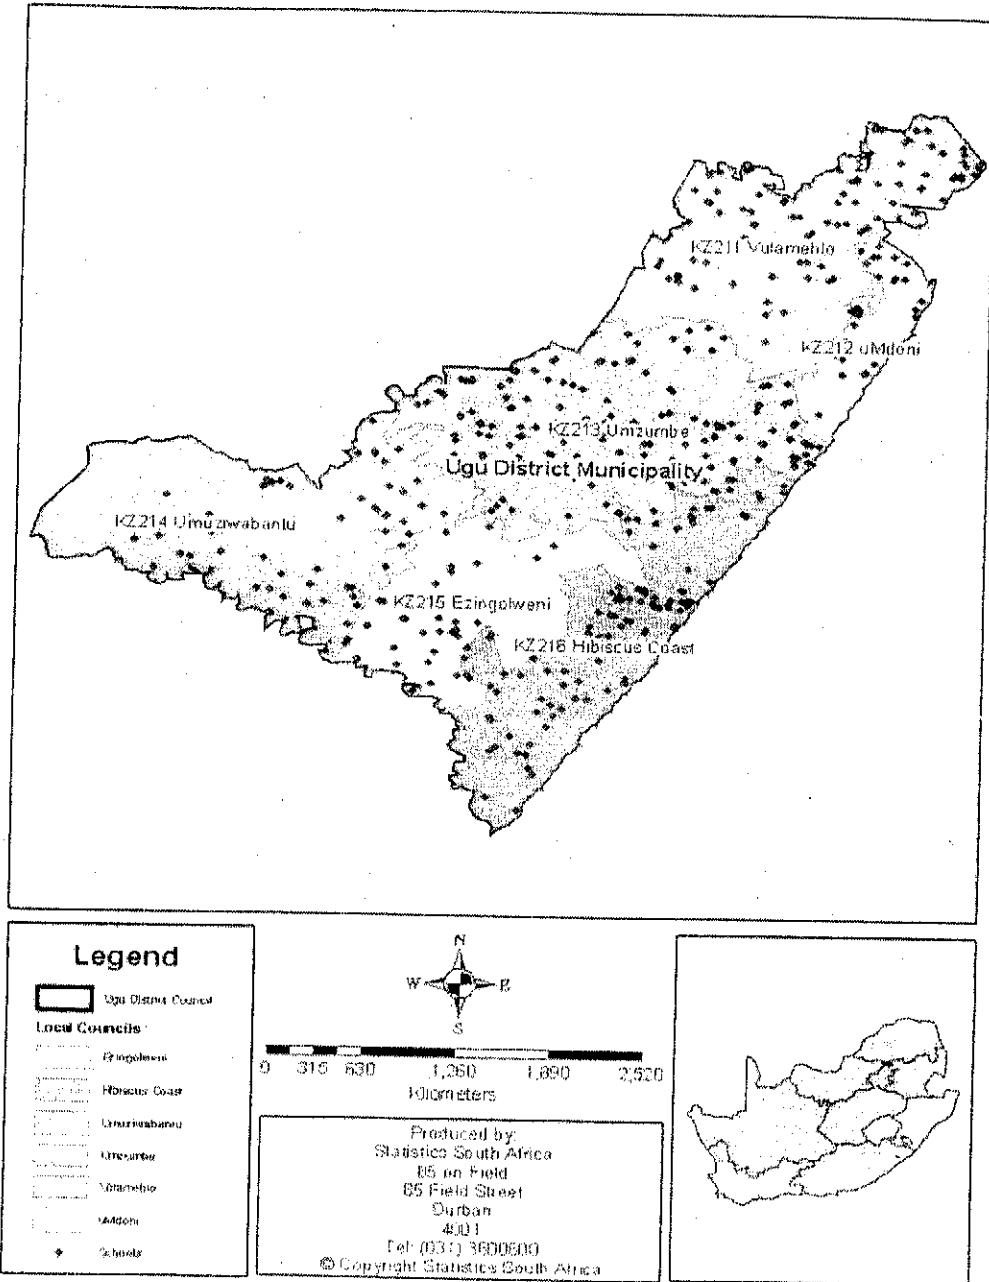 KZ211 Vulamehlo
KZ212 uMdoni
KZ213 Umzumbe
Ugu District Municipality
KZ214 Umuziwabantu
KZ215 Ezingolweni
KZ216 Hibiscus Coast
Legend
Ugu District Council
Local Councils
Ezingolweni
Hibiscus Coast
Umuziwabantu
Umzumbe
Vulamehlo
uMdoni
Schools
N
W E
S
0 315 630 1,260 1,890 2,520
Kilometers
Produced by:
Statistics South Africa
85 on Field
85 Field Street
Durban
4001
Tel: (031) 3600600
© Copyright Statistics South Africa